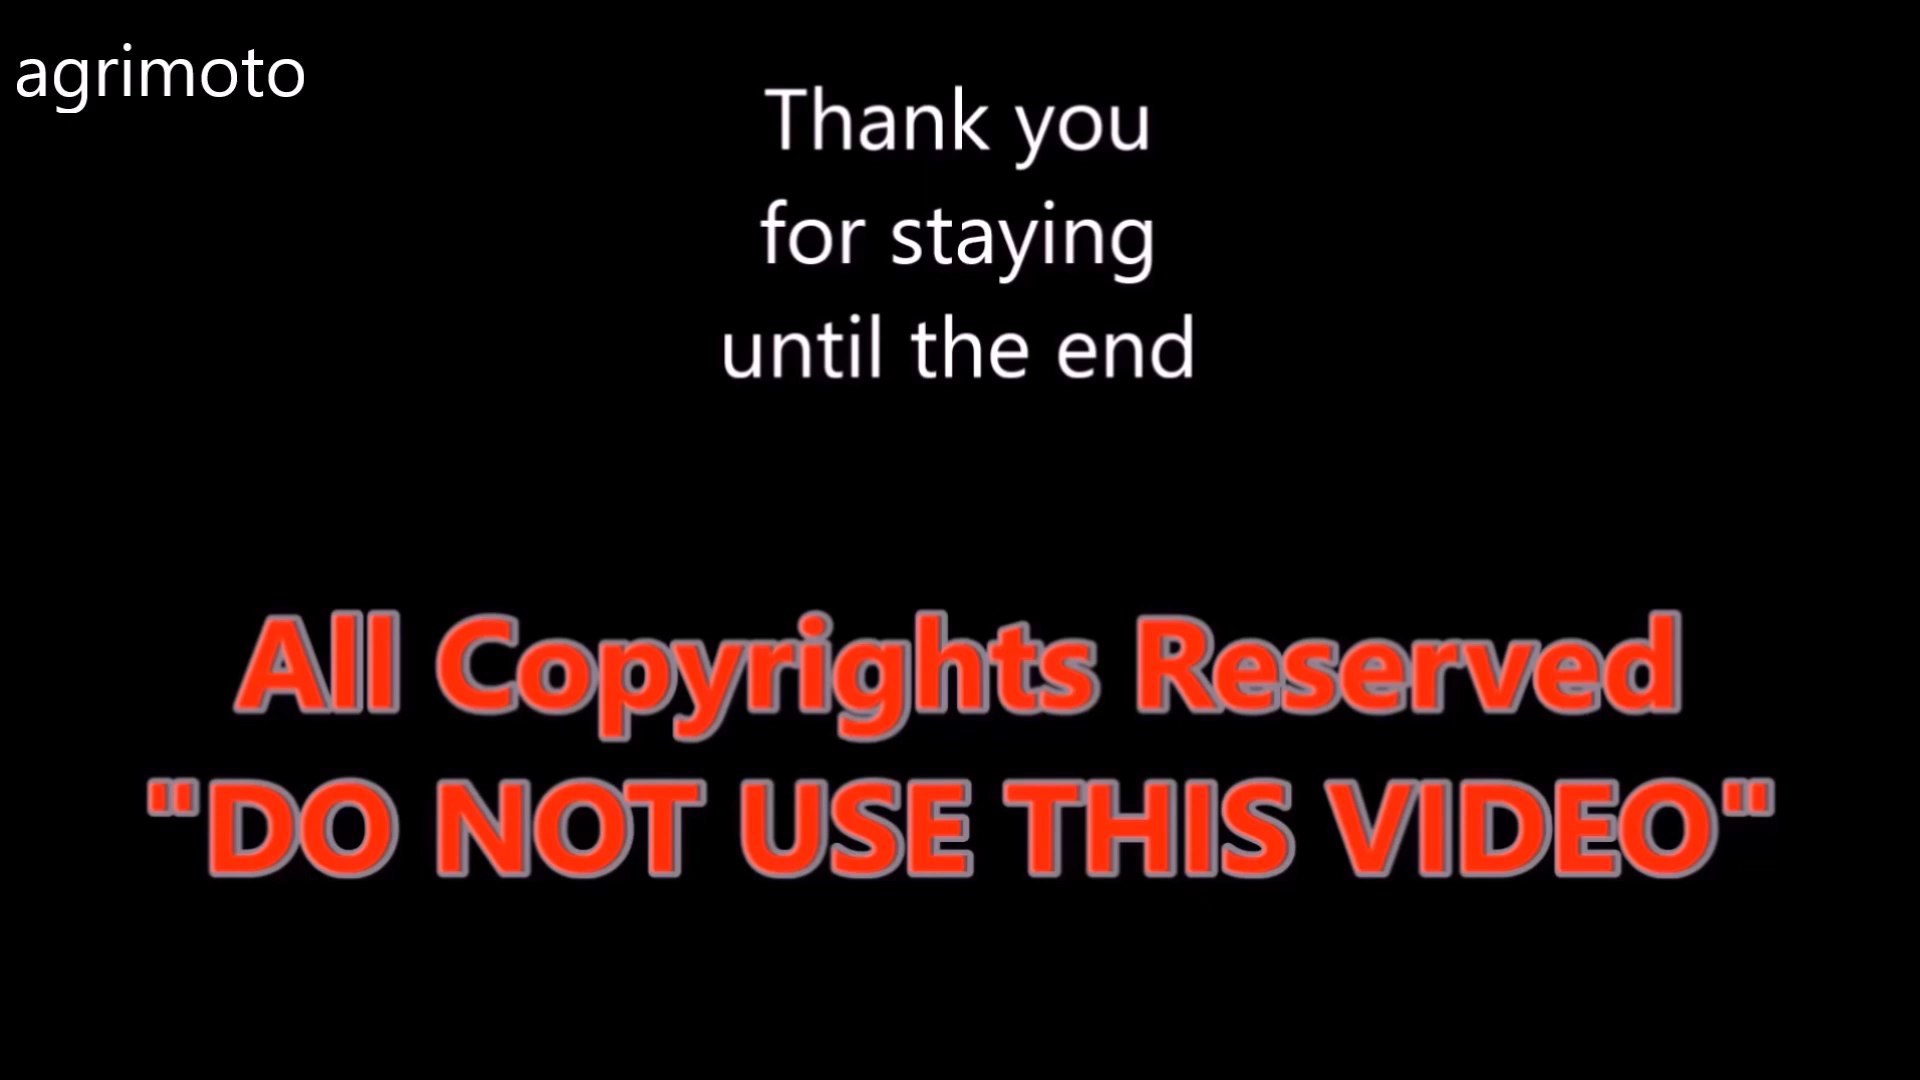 agrimoto
Thank you
for staying
until the end
All Copyrights Reserved
"DO NOT USE THIS VIDEO"